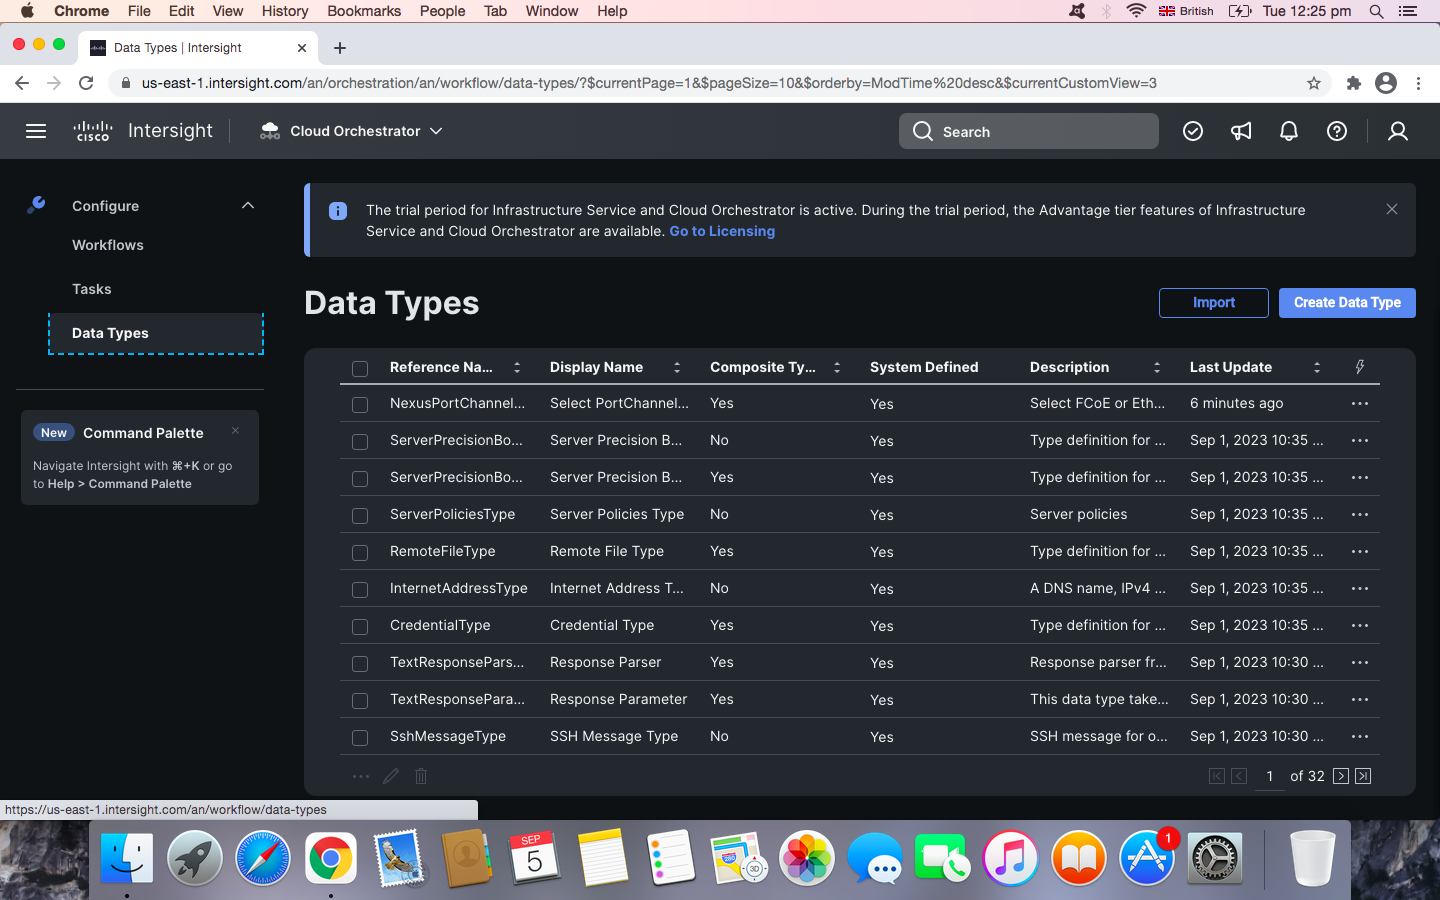 Chrome File Edit View History Bookmarks People Tab Window Help British Tue 12:25 pm
Data Types | Intersight
us-east-1.intersight.com/an/orchestration/an/workflow/data-types/?$currentPage=1&$pageSize=10&$orderby=ModTime%20desc&$currentCustomView=3
CISCO Intersight Cloud Orchestrator Search
Configure
Workflows
Tasks
Data Types
New Command Palette
Navigate Intersight with ⌘+K or go
to Help > Command Palette
The trial period for Infrastructure Service and Cloud Orchestrator is active. During the trial period, the Advantage tier features of Infrastructure
Service and Cloud Orchestrator are available. Go to Licensing
Data Types Import Create Data Type
Reference Na... Display Name Composite Ty... System Defined Description Last Update
NexusPortChannel... Select PortChannel... Yes Yes Select FCoE or Eth... 6 minutes ago
ServerPrecisionBo... Server Precision B... No Yes Type definition for ... Sep 1, 2023 10:35 ...
ServerPrecisionBo... Server Precision B... Yes Yes Type definition for ... Sep 1, 2023 10:35 ...
ServerPoliciesType Server Policies Type No Yes Server policies Sep 1, 2023 10:35 ...
RemoteFileType Remote File Type Yes Yes Type definition for ... Sep 1, 2023 10:35 ...
InternetAddressType Internet Address T... No Yes A DNS name, IPv4 ... Sep 1, 2023 10:35 ...
CredentialType Credential Type Yes Yes Type definition for ... Sep 1, 2023 10:35 ...
TextResponsePars... Response Parser Yes Yes Response parser fr... Sep 1, 2023 10:30 ...
TextResponsePara... Response Parameter Yes Yes This data type take... Sep 1, 2023 10:30 ...
SshMessageType SSH Message Type No Yes SSH message for o... Sep 1, 2023 10:30 ...
1 of 32
https://us-east-1.intersight.com/an/workflow/data-types
SEP
5
280
3D
1